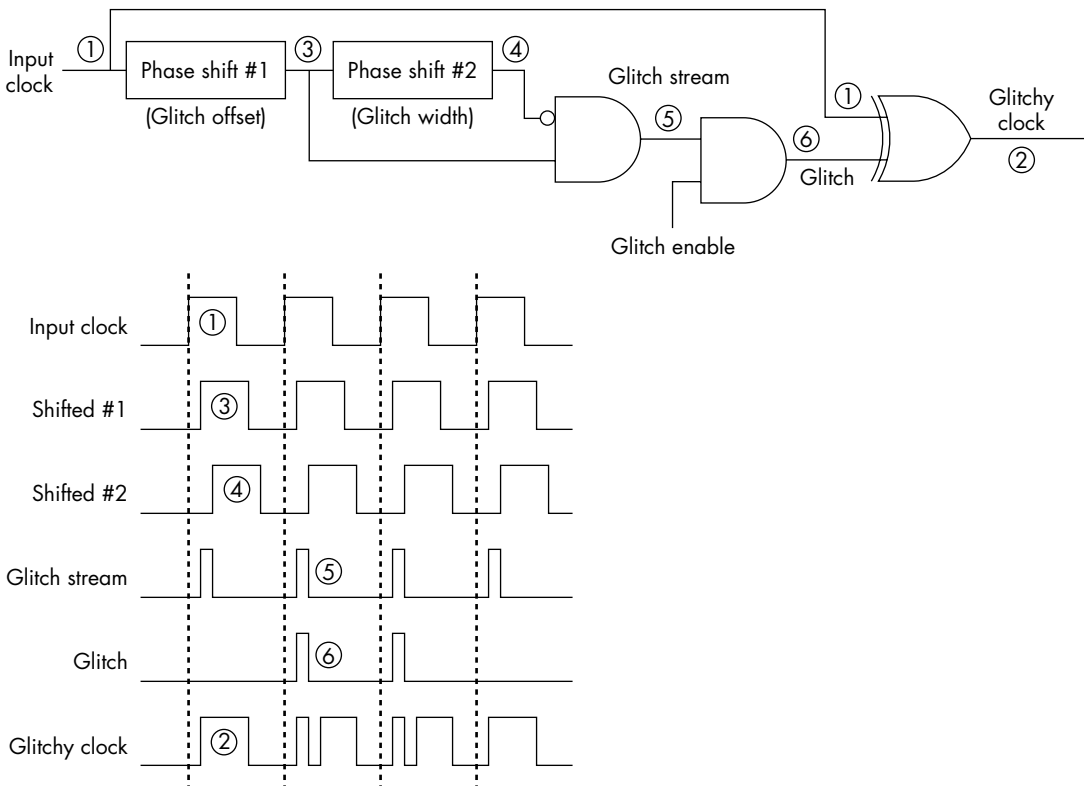 Input
clock
①
Phase shift #1
(Glitch offset)
③
Phase shift #2
(Glitch width)
④
Glitch stream
⑤
Glitch enable
⑥
Glitch
①
Glitchy
clock
②
Input clock
①
Shifted #1
③
Shifted #2
④
Glitch stream
⑤
Glitch
⑥
Glitchy clock
②